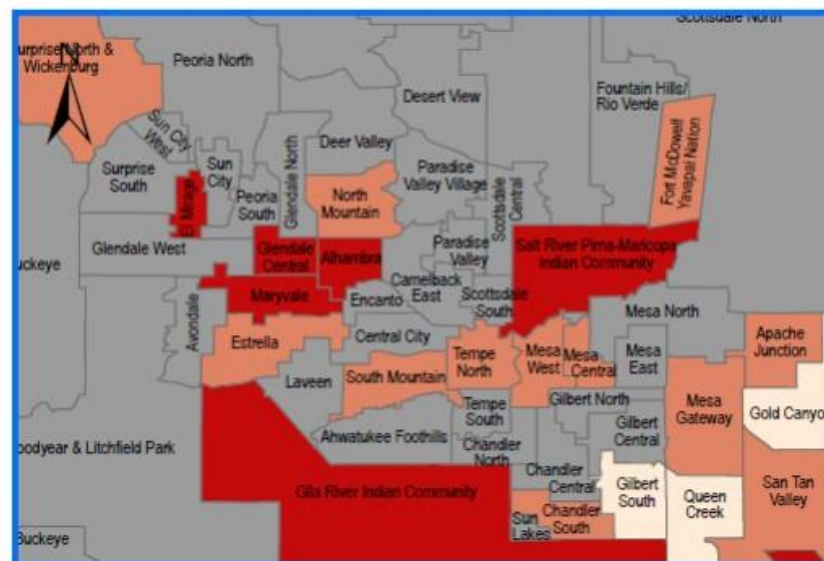 Scottsdale North
urprise North &
Wickenburg
N
Peoria North
Desert View
Fountain Hills/
Rio Verde
Sun City
West
Sun
City
Surprise
South
El Mirage
Peoria
South
Glendale North
Deer Valley
North
Mountain
Paradise
Valley Village
Scottsdale
Central
Fort McDowell
Yavapai Nation
Glendale West
Glendale
Central
Alhambra
Paradise
Valley
Salt River Pima-Maricopa
Indian Community
uckeye
Maryvale
Encanto
Camelback
East
Scottsdale
South
Avondale
Estrella
Central City
Mesa North
Apache
Junction
Laveen
South Mountain
Tempe
North
Mesa
West
Mesa
Central
Mesa
East
Gilbert North
Mesa
Gateway
Gold Canyo
oodyear & Litchfield Park
Ahwatukee Foothills
Tempe
South
Chandler
North
Gilbert
Central
Gila River Indian Community
Chandler
Central
Gilbert
South
Queen
Creek
San Tan
Valley
Sun
Lakes
Chandler
South
Buckeye